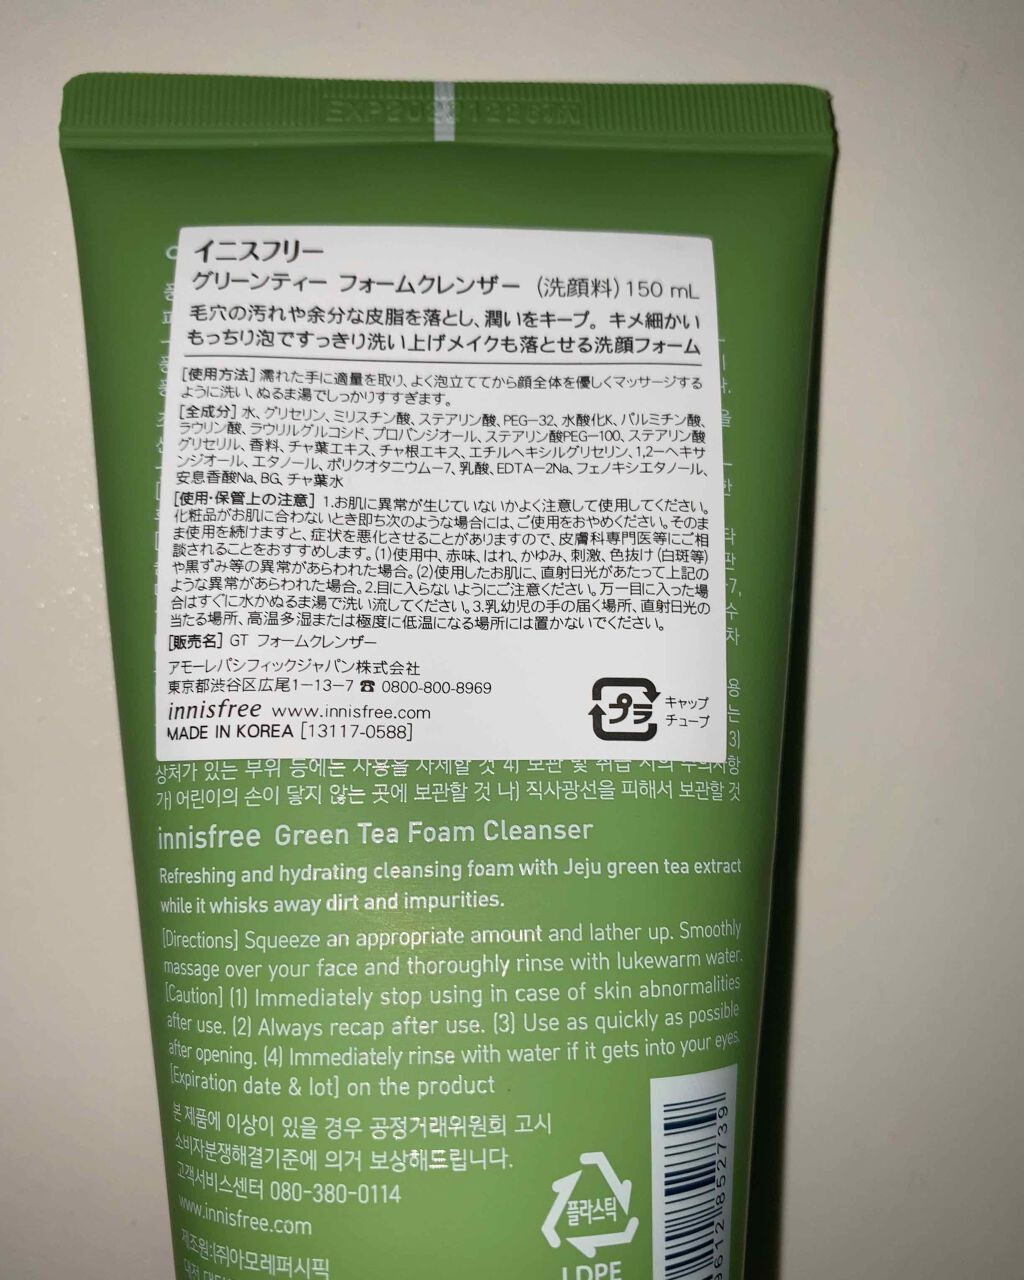 イニスフリー
グリーンティー フォームクレンザー (洗顔料) 150 mL
毛穴の汚れや余分な皮脂を落とし、潤いをキープ。キメ細かい
もっちり泡ですっきり洗い上げメイクも落とせる洗顔フォーム
[使用方法] 濡れた手に適量を取り、よく泡立ててから顔全体を優しくマッサージする
ように洗い、ぬるま湯でしっかりすすぎます。
[全成分] 水、グリセリン、ミリスチン酸、ステアリン酸、PEG-32、水酸化K、パルミチン酸、
ラウリン酸、ラウリルグルコシド、プロパンジオール、ステアリン酸PEG-100、ステアリン酸
グリセリル、香料、チャ葉エキス、チャ根エキス、エチルヘキシルグリセリン、1,2-ヘキサ
ンジオール、エタノール、ポリクオタニウム-7、乳酸、EDTA-2Na、フェノキシエタノール、
安息香酸Na、BG、チャ葉水
[使用・保管上の注意] 1.お肌に異常が生じていないかよく注意して使用してください。
化粧品がお肌に合わないとき即ち次のような場合には、ご使用をおやめください。そのま
ま使用を続けますと、症状を悪化させることがありますので、皮膚科専門医等にご相
談されることをおすすめします。(1)使用中、赤味、はれ、かゆみ、刺激、色抜け(白斑等)
や黒ずみ等の異常があらわれた場合。(2)使用したお肌に、直射日光があたって上記の
ような異常があらわれた場合。2.目に入らないようにご注意ください。万一目に入った場
合はすぐに水かぬるま湯で洗い流してください。3.乳幼児の手の届く場所、直射日光の
当たる場所、高温多湿または極度に低温になる場所には置かないでください。
[販売名] GT フォームクレンザー
アモーレパシフィックジャパン株式会社
東京都渋谷区広尾1-13-7 ☎ 0800-800-8969
innisfree www.innisfree.com
MADE IN KOREA [13117-0588]
プラ
キャップ
チューブ
상처가 있는 부위 등에는 사용을 자제할 것 4) 보관 및 취급 시의 주의사항
가) 어린이의 손이 닿지 않는 곳에 보관할 것 나) 직사광선을 피해서 보관할 것
innisfree Green Tea Foam Cleanser
Refreshing and hydrating cleansing foam with Jeju green tea extract
while it whisks away dirt and impurities.
[Directions] Squeeze an appropriate amount and lather up. Smoothly
massage over your face and thoroughly rinse with lukewarm water.
[Caution] (1) Immediately stop using in case of skin abnormalities
after use. (2) Always recap after use. (3) Use as quickly as possible
after opening. (4) Immediately rinse with water if it gets into your eyes.
[Expiration date & lot] on the product
본 제품에 이상이 있을 경우 공정거래위원회 고시
소비자분쟁해결기준에 의거 보상해드립니다.
고객서비스센터 080-380-0114
www.innisfree.com
제조원:(주)아모레퍼시픽
플라스틱
LDPE